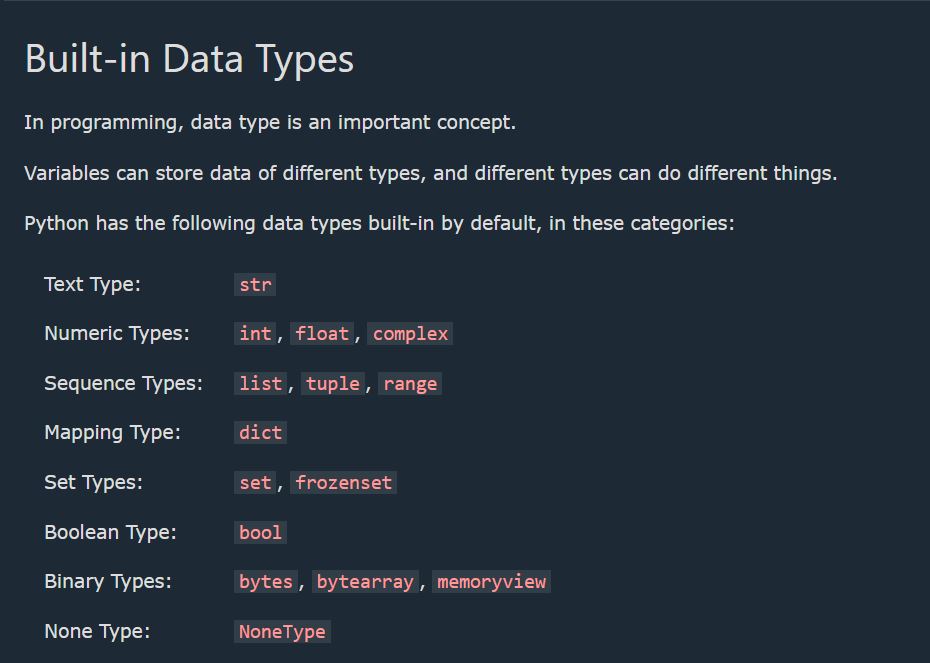 Built-in Data Types
In programming, data type is an important concept.
Variables can store data of different types, and different types can do different things.
Python has the following data types built-in by default, in these categories:
Text Type: str
Numeric Types: int, float, complex
Sequence Types: list, tuple, range
Mapping Type: dict
Set Types: set, frozenset
Boolean Type: bool
Binary Types: bytes, bytearray, memoryview
None Type: NoneType